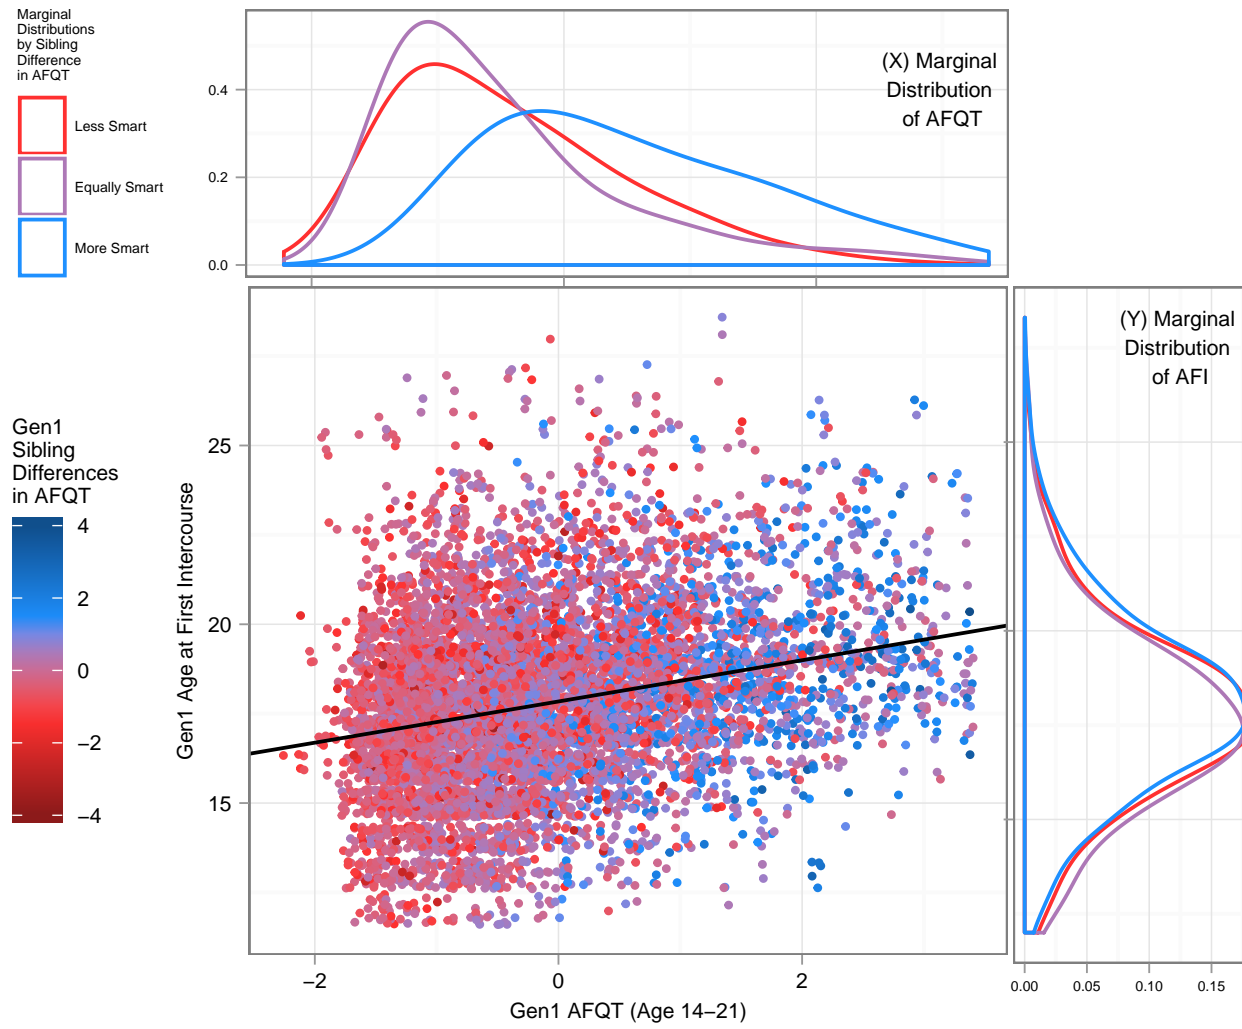 Marginal
Distributions
by Sibling
Difference
in AFQT
Less Smart
Equally Smart
More Smart
0.4
0.2
0.0
(X) Marginal
Distribution
of AFQT
Gen1
Sibling
Differences
in AFQT
4
2
0
−2
−4
Gen1 Age at First Intercourse
25
20
15
−2
0
2
Gen1 AFQT (Age 14−21)
(Y) Marginal
Distribution
of AFI
0.00
0.05
0.10
0.15